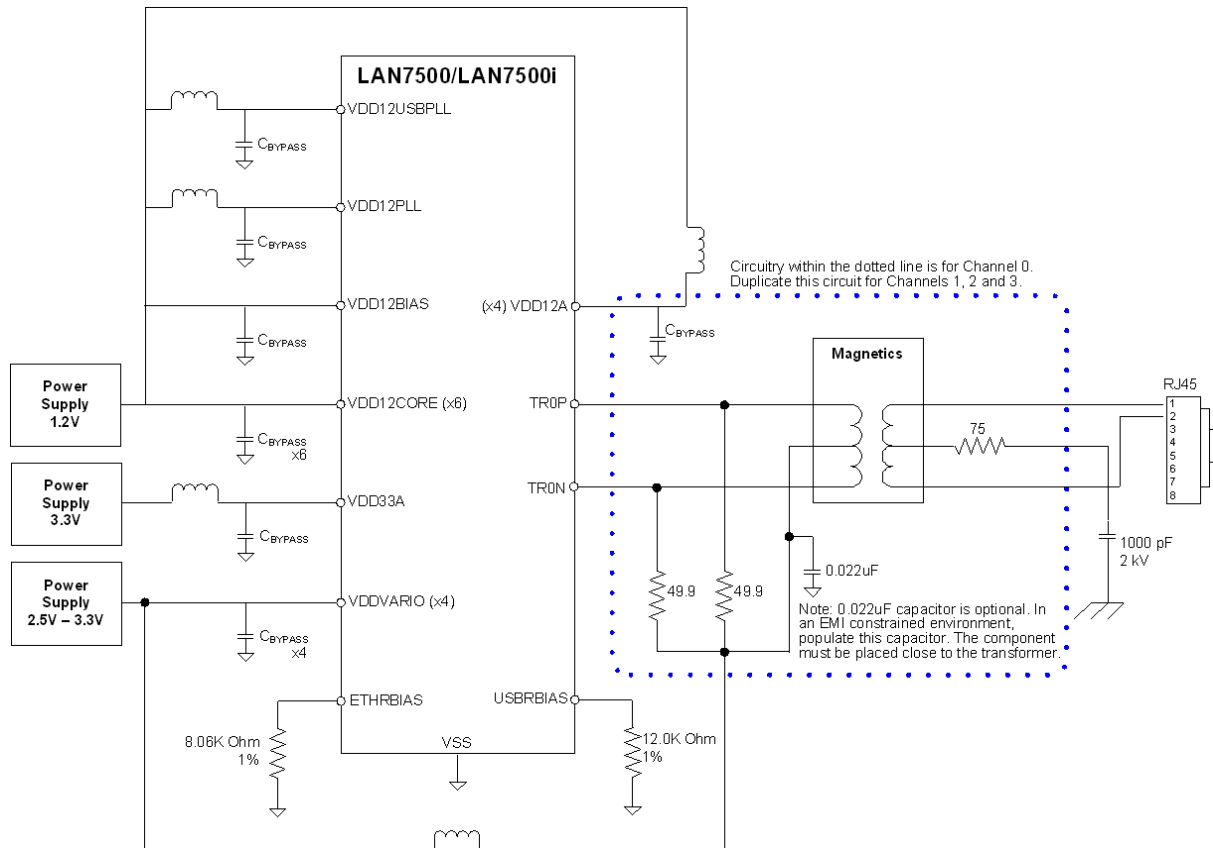 LAN7500/LAN7500i
VDD12USBPLL
CBYPASS
VDD12PLL
CBYPASS
Circuitry within the dotted line is for Channel 0.
Duplicate this circuit for Channels 1, 2 and 3.
VDD12BIAS
(x4) VDD12A
CBYPASS
CBYPASS
Magnetics
Power
Supply
1.2V
VDD12CORE (x6)
TR0P
RJ45
1
2
3
4
5
6
7
8
75
CBYPASS
x6
Power
Supply
3.3V
VDD33A
TR0N
CBYPASS
1000 pF
2 kV
0.022uF
Power
Supply
2.5V – 3.3V
VDDVARIO (x4)
49.9
49.9
Note: 0.022uF capacitor is optional. In
an EMI constrained environment,
populate this capacitor. The component
must be placed close to the transformer.
CBYPASS
x4
ETHRBIAS
USBRBIAS
8.06K Ohm
1%
VSS
12.0K Ohm
1%